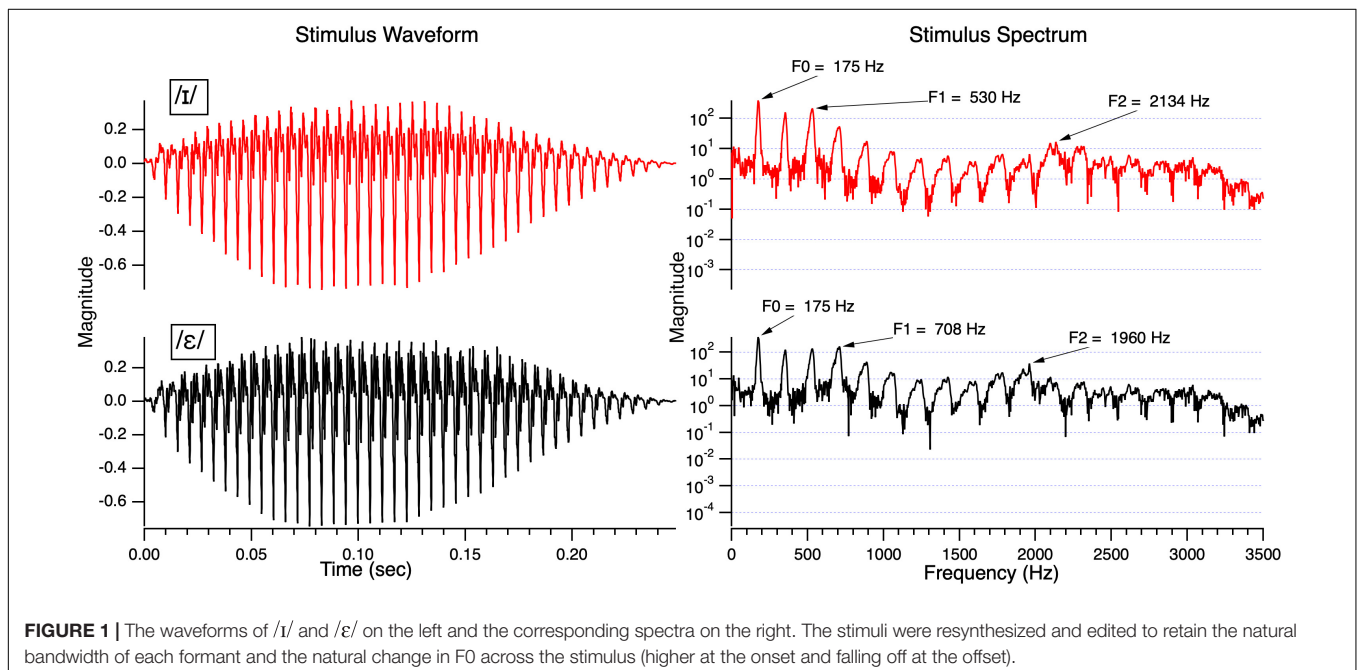 Stimulus Waveform
Stimulus Spectrum
/ɪ/
0.2
0.0
-0.2
-0.4
-0.6
Magnitude
F0 = 175 Hz
F1 = 530 Hz
F2 = 2134 Hz
10²
10¹
10⁰
10⁻¹
10⁻²
10⁻³
Magnitude
/ɛ/
0.2
0.0
-0.2
-0.4
-0.6
F0 = 175 Hz
F1 = 708 Hz
F2 = 1960 Hz
10²
10¹
10⁰
10⁻¹
10⁻²
10⁻³
10⁻⁴
0.00 0.05 0.10 0.15 0.20
Time (sec)
0 500 1000 1500 2000 2500 3000 3500
Frequency (Hz)
FIGURE 1 | The waveforms of /ɪ/ and /ɛ/ on the left and the corresponding spectra on the right. The stimuli were resynthesized and edited to retain the natural
bandwidth of each formant and the natural change in F0 across the stimulus (higher at the onset and falling off at the offset).